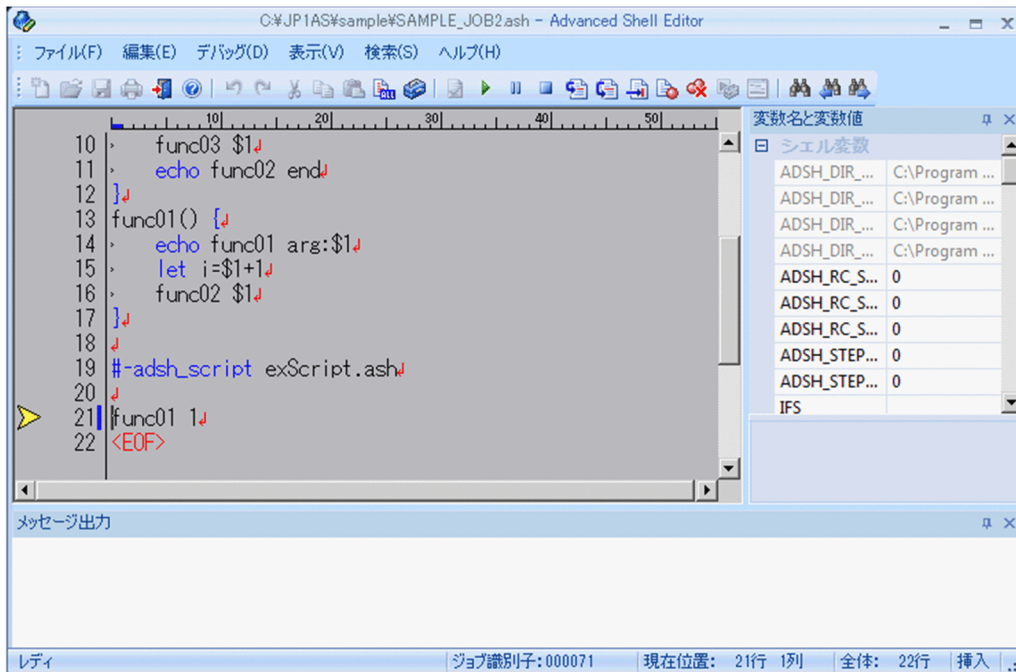 C:¥JP1AS¥sample¥SAMPLE_JOB2.ash - Advanced Shell Editor
ファイル(F) 編集(E) デバッグ(D) 表示(V) 検索(S) ヘルプ(H)
10 20 30 40 50
10 func03 $1
11 echo func02 end
12 }
13 func01() {
14 echo func01 arg:$1
15 let i=$1+1
16 func02 $1
17 }
18
19 #-adsh_script exScript.ash
20
21 func01 1
22 <EOF>
変数名と変数値
シェル変数
ADSH_DIR_... C:\Program ...
ADSH_DIR_... C:\Program ...
ADSH_DIR_... C:\Program ...
ADSH_DIR_... C:\Program ...
ADSH_RC_S... 0
ADSH_RC_S... 0
ADSH_RC_S... 0
ADSH_STEP... 0
ADSH_STEP... 0
IFS
メッセージ出力
レディ ジョブ識別子:000071 現在位置: 21行 1列 全体: 22行 挿入